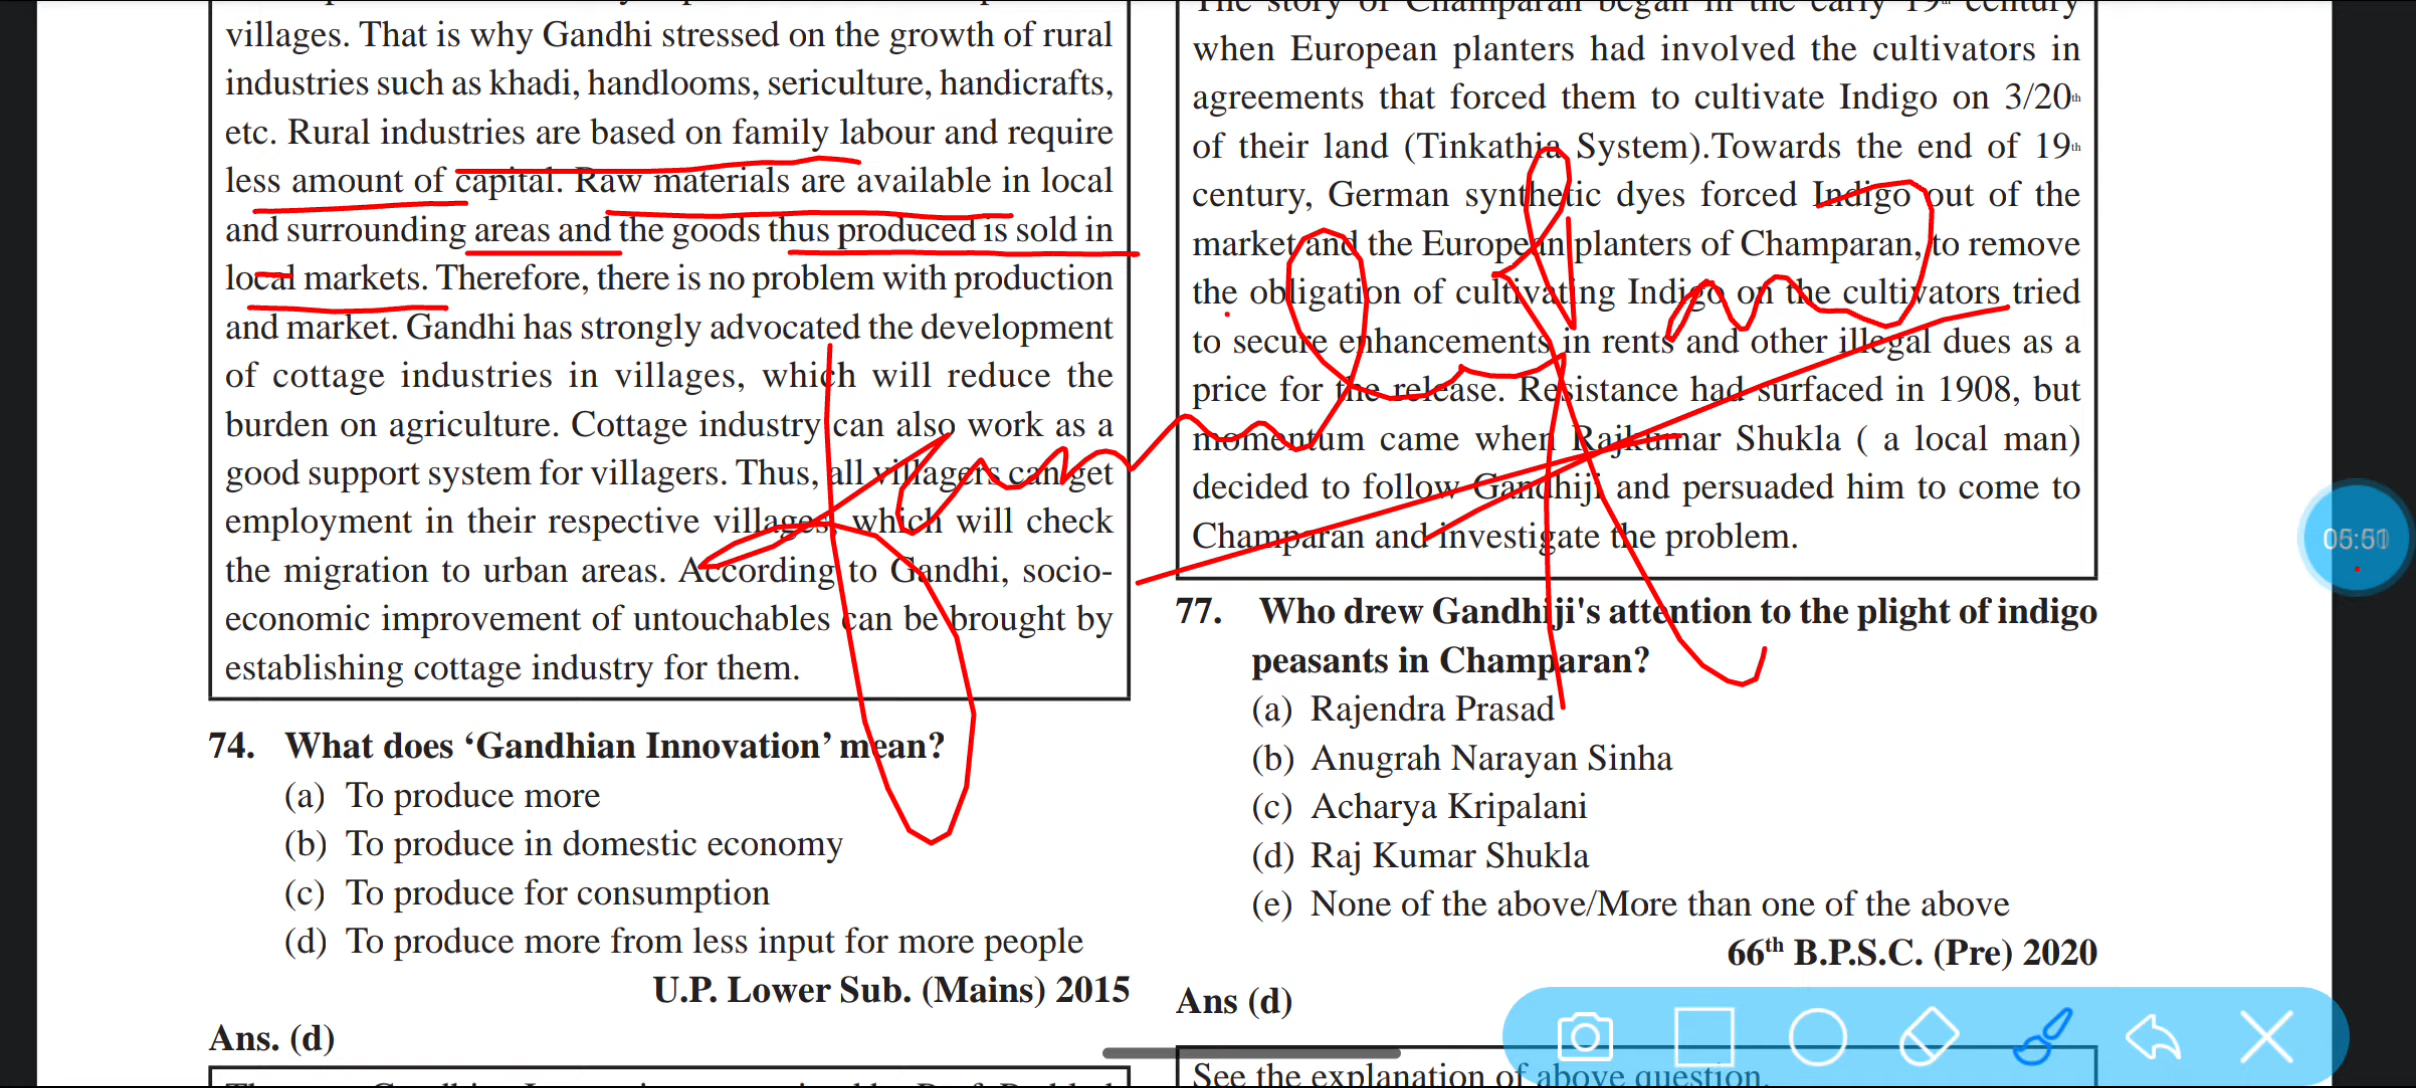 villages. That is why Gandhi stressed on the growth of rural
industries such as khadi, handlooms, sericulture, handicrafts,
etc. Rural industries are based on family labour and require
less amount of capital. Raw materials are available in local
and surrounding areas and the goods thus produced is sold in
local markets. Therefore, there is no problem with production
and market. Gandhi has strongly advocated the development
of cottage industries in villages, which will reduce the
burden on agriculture. Cottage industry can also work as a
good support system for villagers. Thus, all villagers can get
employment in their respective villages, which will check
the migration to urban areas. According to Gandhi, socio-
economic improvement of untouchables can be brought by
establishing cottage industry for them.
74. What does ‘Gandhian Innovation’ mean?
(a) To produce more
(b) To produce in domestic economy
(c) To produce for consumption
(d) To produce more from less input for more people
U.P. Lower Sub. (Mains) 2015
Ans. (d)
The story of Champaran began in the early 19th century
when European planters had involved the cultivators in
agreements that forced them to cultivate Indigo on 3/20th
of their land (Tinkathia System).Towards the end of 19th
century, German synthetic dyes forced Indigo out of the
market and the European planters of Champaran, to remove
the obligation of cultivating Indigo on the cultivators tried
to secure enhancements in rents and other illegal dues as a
price for the release. Resistance had surfaced in 1908, but
momentum came when Rajkumar Shukla ( a local man)
decided to follow Gandhiji, and persuaded him to come to
Champaran and investigate the problem.
77. Who drew Gandhiji's attention to the plight of indigo
peasants in Champaran?
(a) Rajendra Prasad
(b) Anugrah Narayan Sinha
(c) Acharya Kripalani
(d) Raj Kumar Shukla
(e) None of the above/More than one of the above
66th B.P.S.C. (Pre) 2020
Ans (d)
See the explanation of above question.